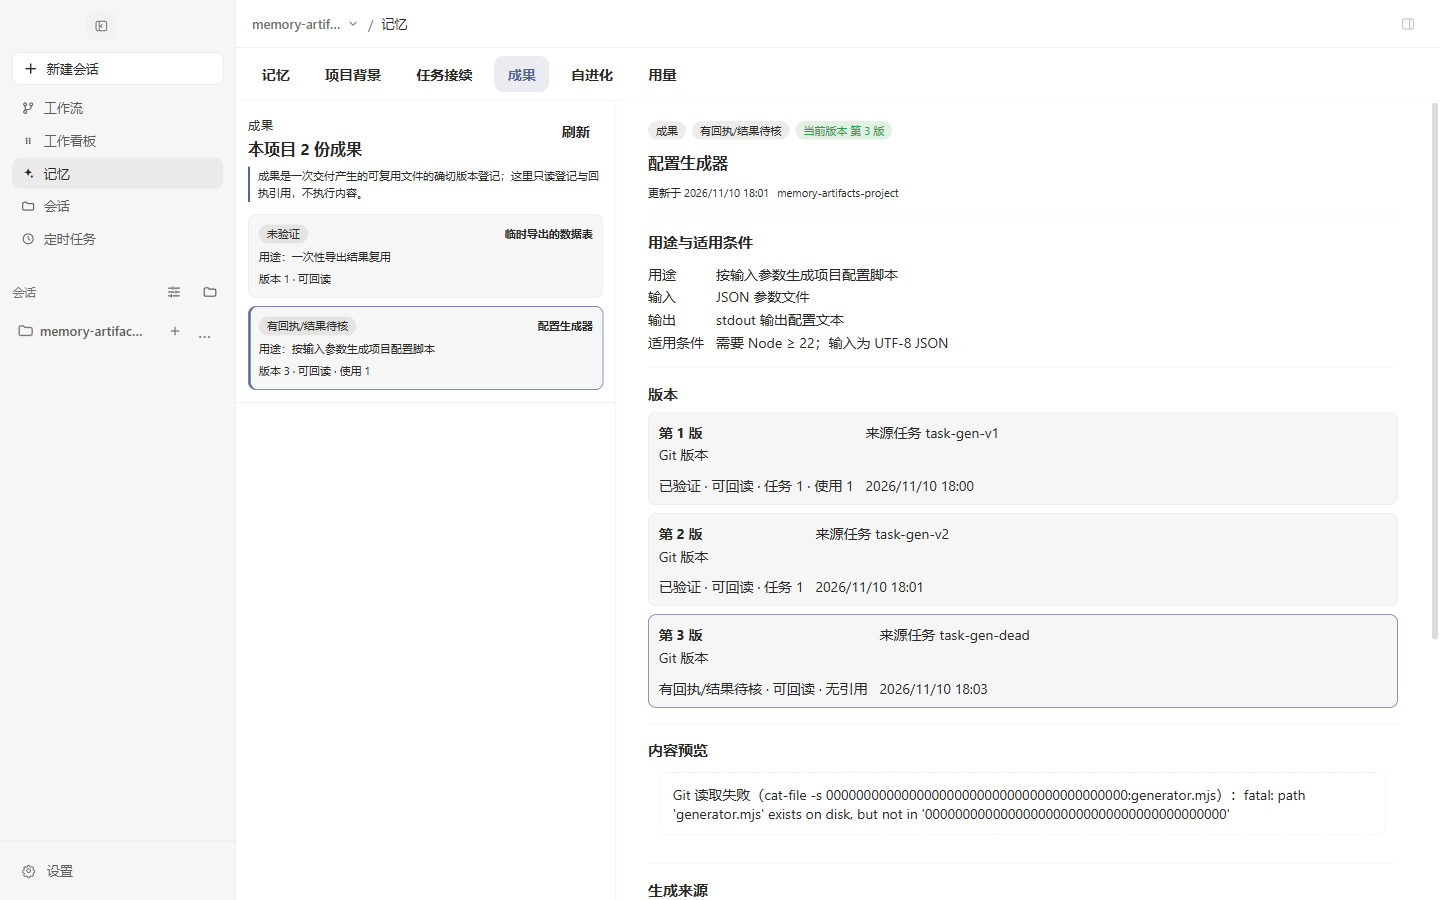 新建会话
工作流
工作看板
记忆
会话
定时任务
会话
memory-artifac...
设置
memory-artif... / 记忆
记忆 项目背景 任务接续 成果 自进化 用量
成果
本项目 2 份成果
刷新
成果是一次交付产生的可复用文件的确切版本登记；这里只读登记与回
执引用，不执行内容。
未验证 临时导出的数据表
用途：一次性导出结果复用
版本 1 · 可回读
有回执/结果待核 配置生成器
用途：按输入参数生成项目配置脚本
版本 3 · 可回读 · 使用 1
成果 有回执/结果待核 当前版本 第 3 版
配置生成器
更新于 2026/11/10 18:01 memory-artifacts-project
用途与适用条件
用途 按输入参数生成项目配置脚本
输入 JSON 参数文件
输出 stdout 输出配置文本
适用条件 需要 Node ≥ 22；输入为 UTF-8 JSON
版本
第 1 版 来源任务 task-gen-v1
Git 版本
已验证 · 可回读 · 任务 1 · 使用 1 2026/11/10 18:00
第 2 版 来源任务 task-gen-v2
Git 版本
已验证 · 可回读 · 任务 1 2026/11/10 18:01
第 3 版 来源任务 task-gen-dead
Git 版本
有回执/结果待核 · 可回读 · 无引用 2026/11/10 18:03
内容预览
Git 读取失败（cat-file -s 0000000000000000000000000000000000000000:generator.mjs）：fatal: path
'generator.mjs' exists on disk, but not in '0000000000000000000000000000000000000000'
生成来源